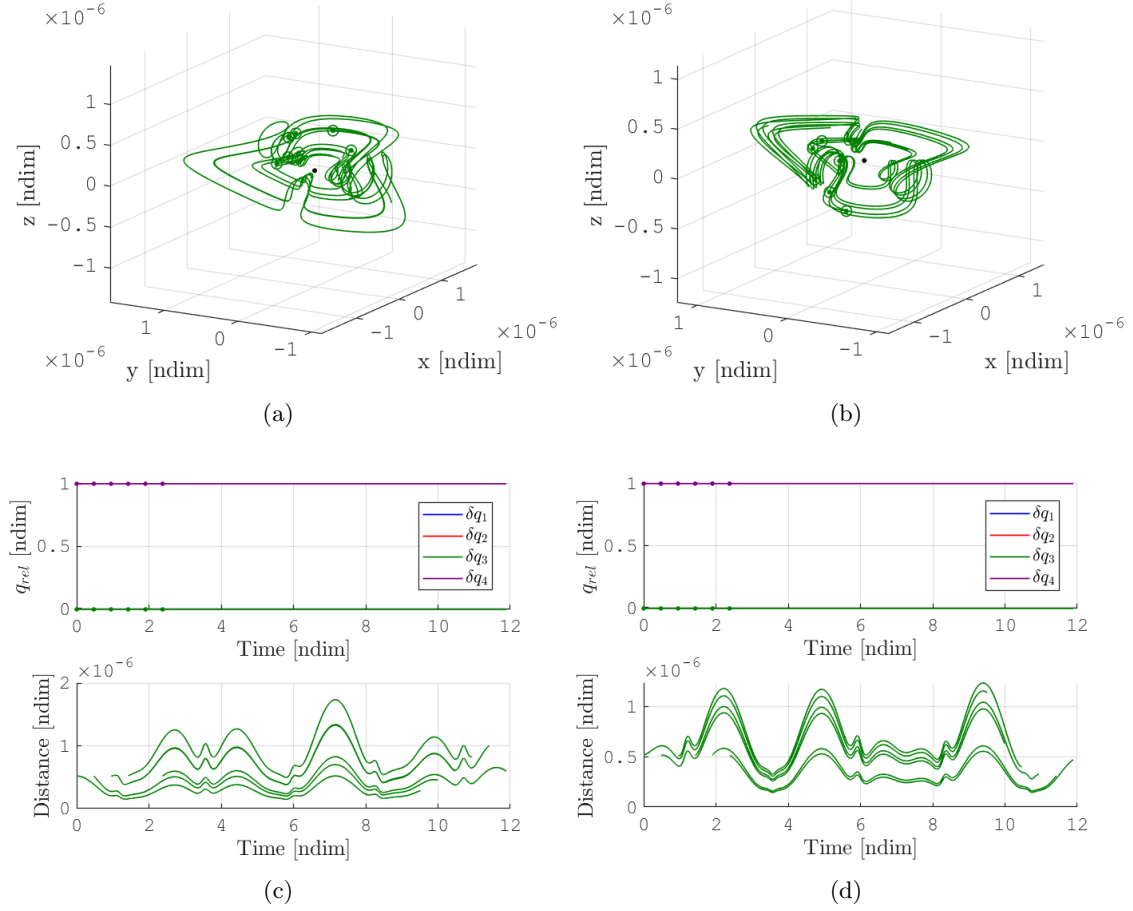 ×10⁻⁶
1
0.5
0
-0.5
-1
z [ndim]
1
0
-1
×10⁻⁶
y [ndim]
-1
0
1
×10⁻⁶
x [ndim]
(a)
×10⁻⁶
1
0.5
0
-0.5
-1
z [ndim]
1
0
-1
×10⁻⁶
y [ndim]
-1
0
1
×10⁻⁶
x [ndim]
(b)
1
0.5
0
q_rel [ndim]
δq₁
δq₂
δq₃
δq₄
0 2 4 6 8 10 12
Time [ndim]
×10⁻⁶
2
1
0
Distance [ndim]
0 2 4 6 8 10 12
Time [ndim]
(c)
1
0.5
0
q_rel [ndim]
δq₁
δq₂
δq₃
δq₄
0 2 4 6 8 10 12
Time [ndim]
×10⁻⁶
1
0.5
0
Distance [ndim]
0 2 4 6 8 10 12
Time [ndim]
(d)